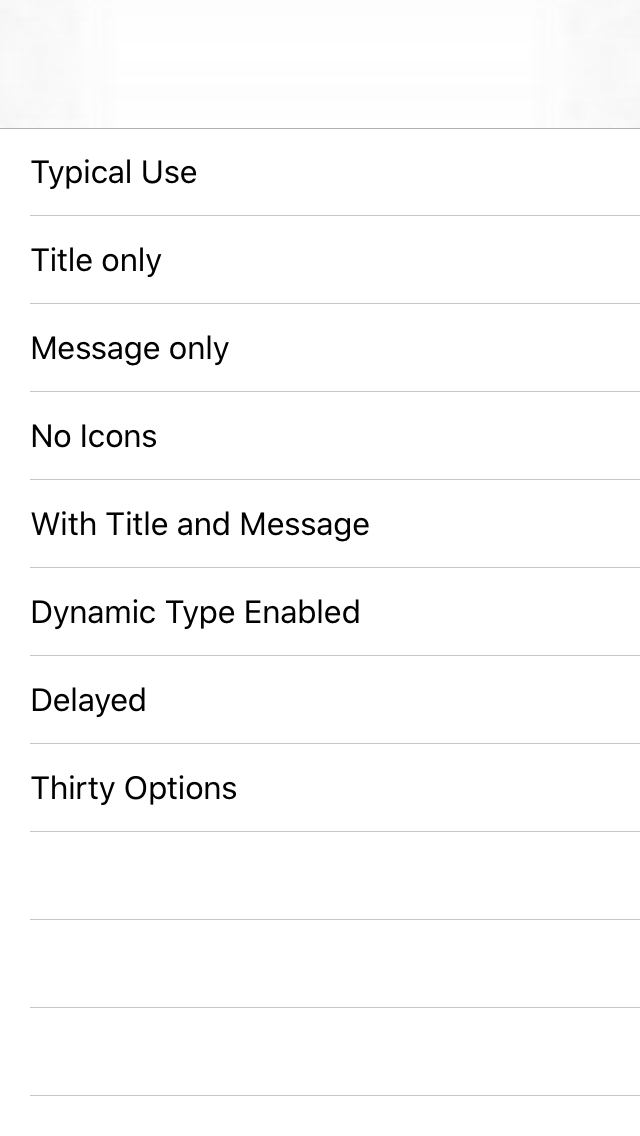 Typical Use
Title only
Message only
No Icons
With Title and Message
Dynamic Type Enabled
Delayed
Thirty Options